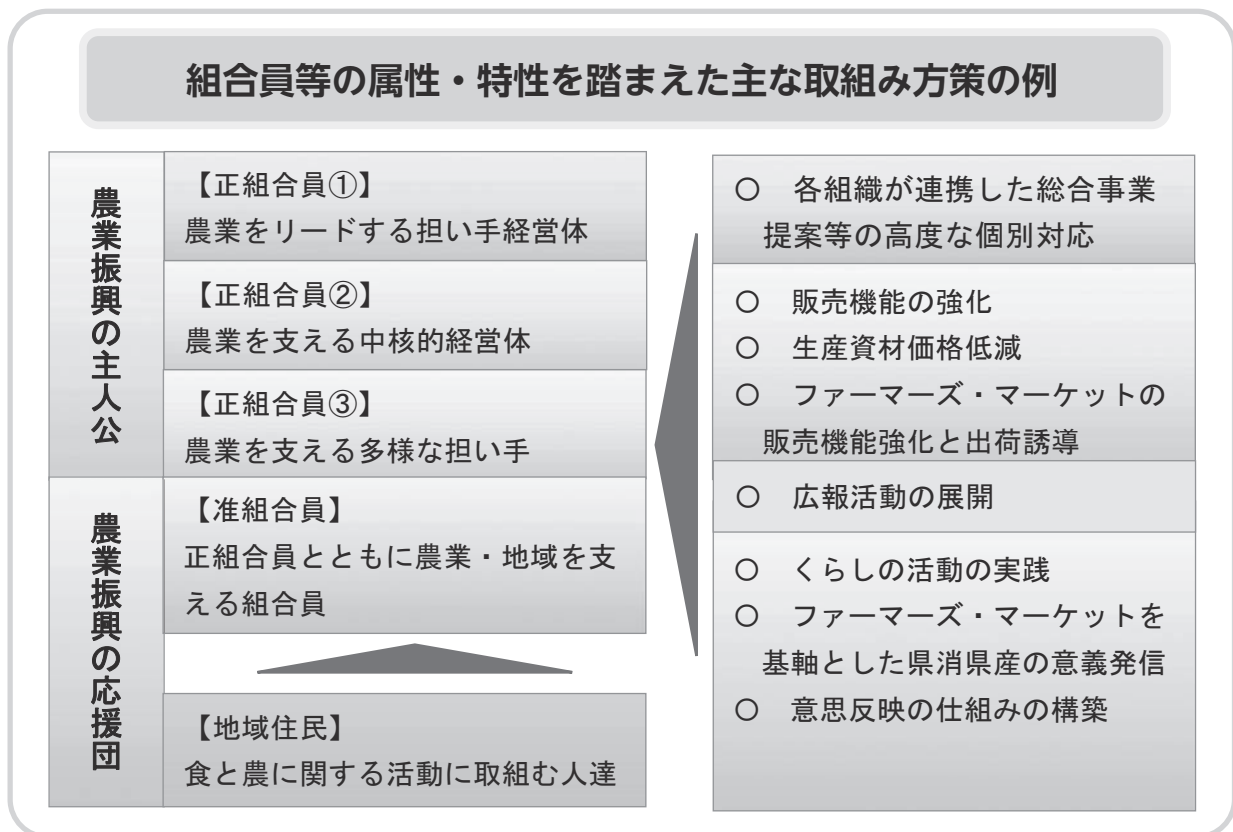 組合員等の属性・特性を踏まえた主な取組み方策の例
農業振興の主人公
【正組合員①】
農業をリードする担い手経営体
【正組合員②】
農業を支える中核的経営体
【正組合員③】
農業を支える多様な担い手
農業振興の応援団
【准組合員】
正組合員とともに農業・地域を支
える組合員
【地域住民】
食と農に関する活動に取組む人達
○　各組織が連携した総合事業
提案等の高度な個別対応
○　販売機能の強化
○　生産資材価格低減
○　ファーマーズ・マーケットの
販売機能強化と出荷誘導
○　広報活動の展開
○　くらしの活動の実践
○　ファーマーズ・マーケットを
基軸とした県消県産の意義発信
○　意思反映の仕組みの構築